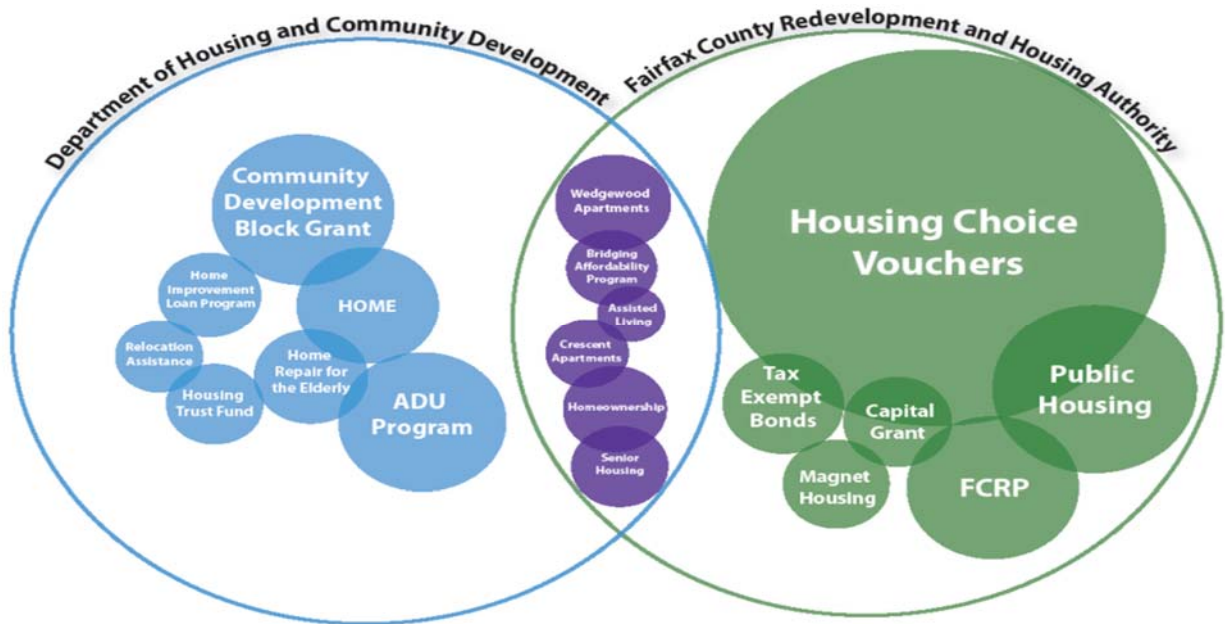 Department of Housing and Community Development
Fairfax County Redevelopment and Housing Authority
Community
Development
Block Grant
Home
Improvement
Loan Program
HOME
Relocation
Assistance
Home
Repair for
the Elderly
Housing
Trust Fund
ADU
Program
Wedgewood
Apartments
Bridging
Affordability
Program
Assisted
Living
Crescent
Apartments
Homeownership
Senior
Housing
Housing Choice
Vouchers
Public
Housing
Tax
Exempt
Bonds
Capital
Grant
Magnet
Housing
FCRP